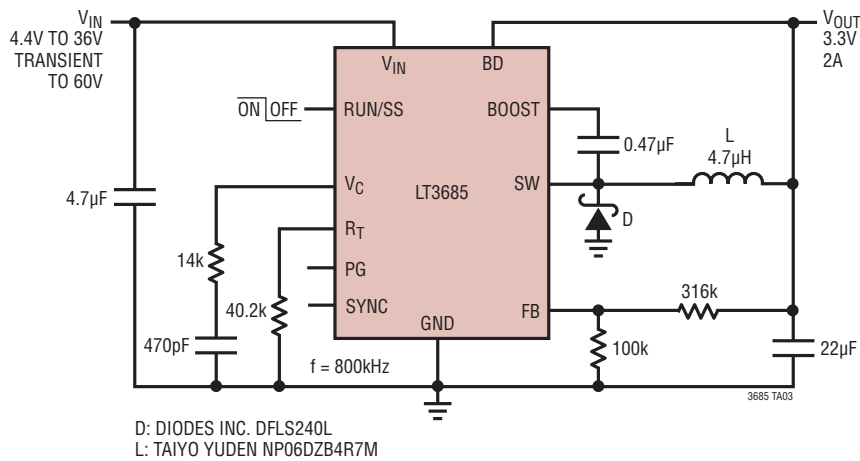 VIN
4.4V TO 36V
TRANSIENT
TO 60V
VOUT
3.3V
2A
VIN
BD
ON OFF
RUN/SS
BOOST
0.47µF
L
4.7µH
VC
LT3685
SW
4.7µF
D
RT
14k
PG
40.2k
SYNC
FB
316k
GND
470pF
f = 800kHz
100k
22µF
3685 TA03
D: DIODES INC. DFLS240L
L: TAIYO YUDEN NP06DZB4R7M